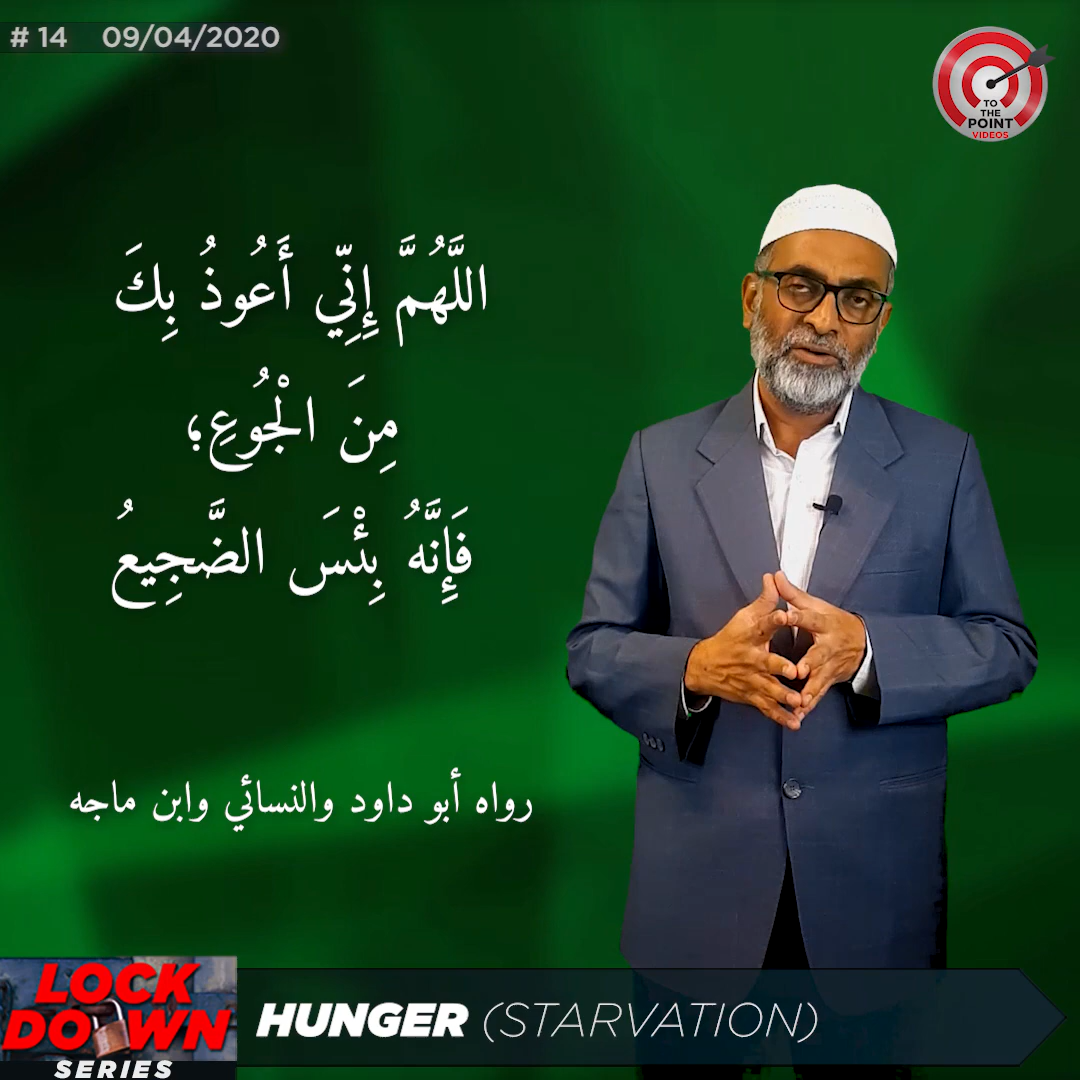 # 14 09/04/2020
TO
THE
POINT
VIDEOS
اللَّهُمَّ إِنِّي أَعُوذُ بِكَ
مِنَ الْجُوعِ؛
فَإِنَّهُ بِئْسَ الضَّجِيعُ
رواه أبو داود والنسائي وابن ماجه
LOCK
DOWN
SERIES
HUNGER (STARVATION)